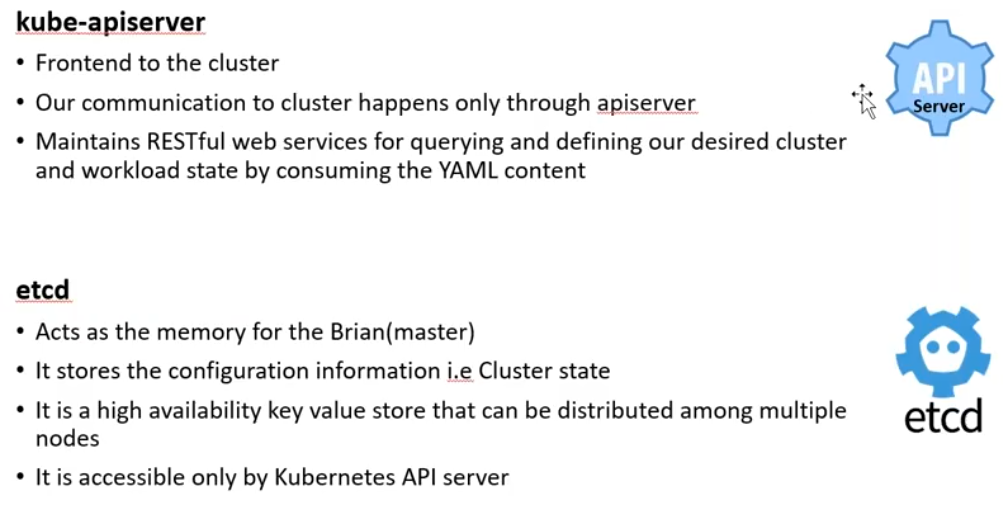 kube-apiserver
• Frontend to the cluster
• Our communication to cluster happens only through apiserver
• Maintains RESTful web services for querying and defining our desired cluster
and workload state by consuming the YAML content
API
Server
etcd
• Acts as the memory for the Brian(master)
• It stores the configuration information i.e Cluster state
• It is a high availability key value store that can be distributed among multiple
nodes
• It is accessible only by Kubernetes API server
etcd